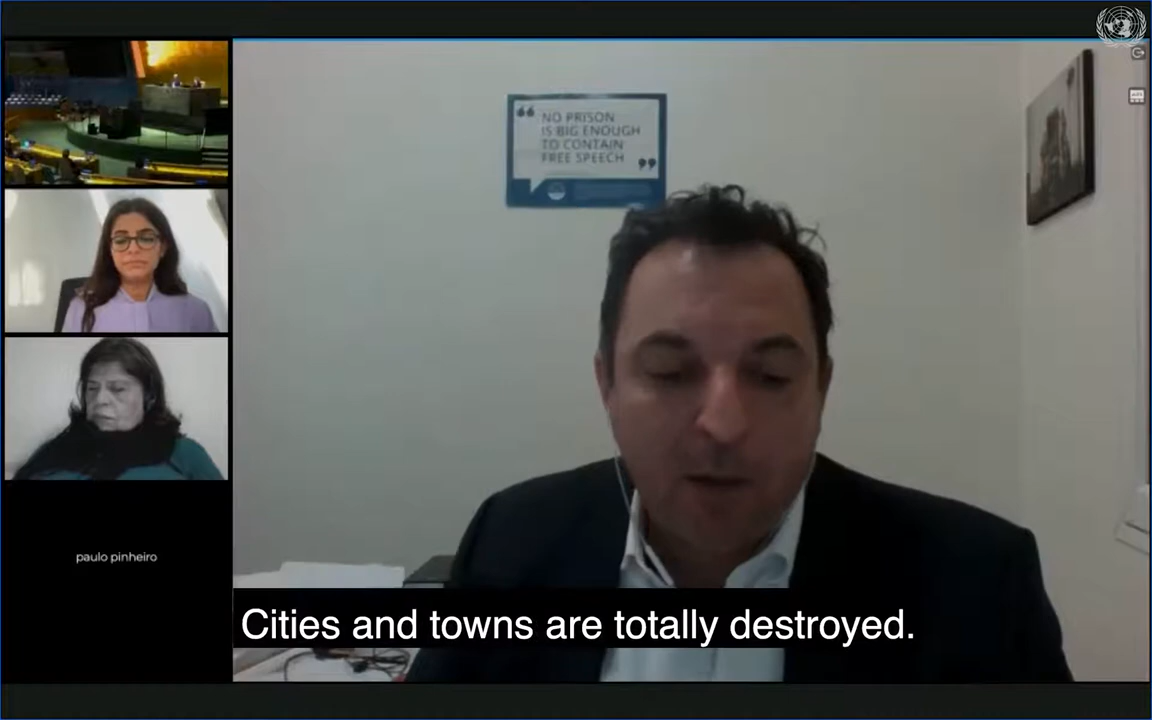 “ NO PRISON
IS BIG ENOUGH
TO CONTAIN
FREE SPEECH ”
paulo pinheiro
Cities and towns are totally destroyed.